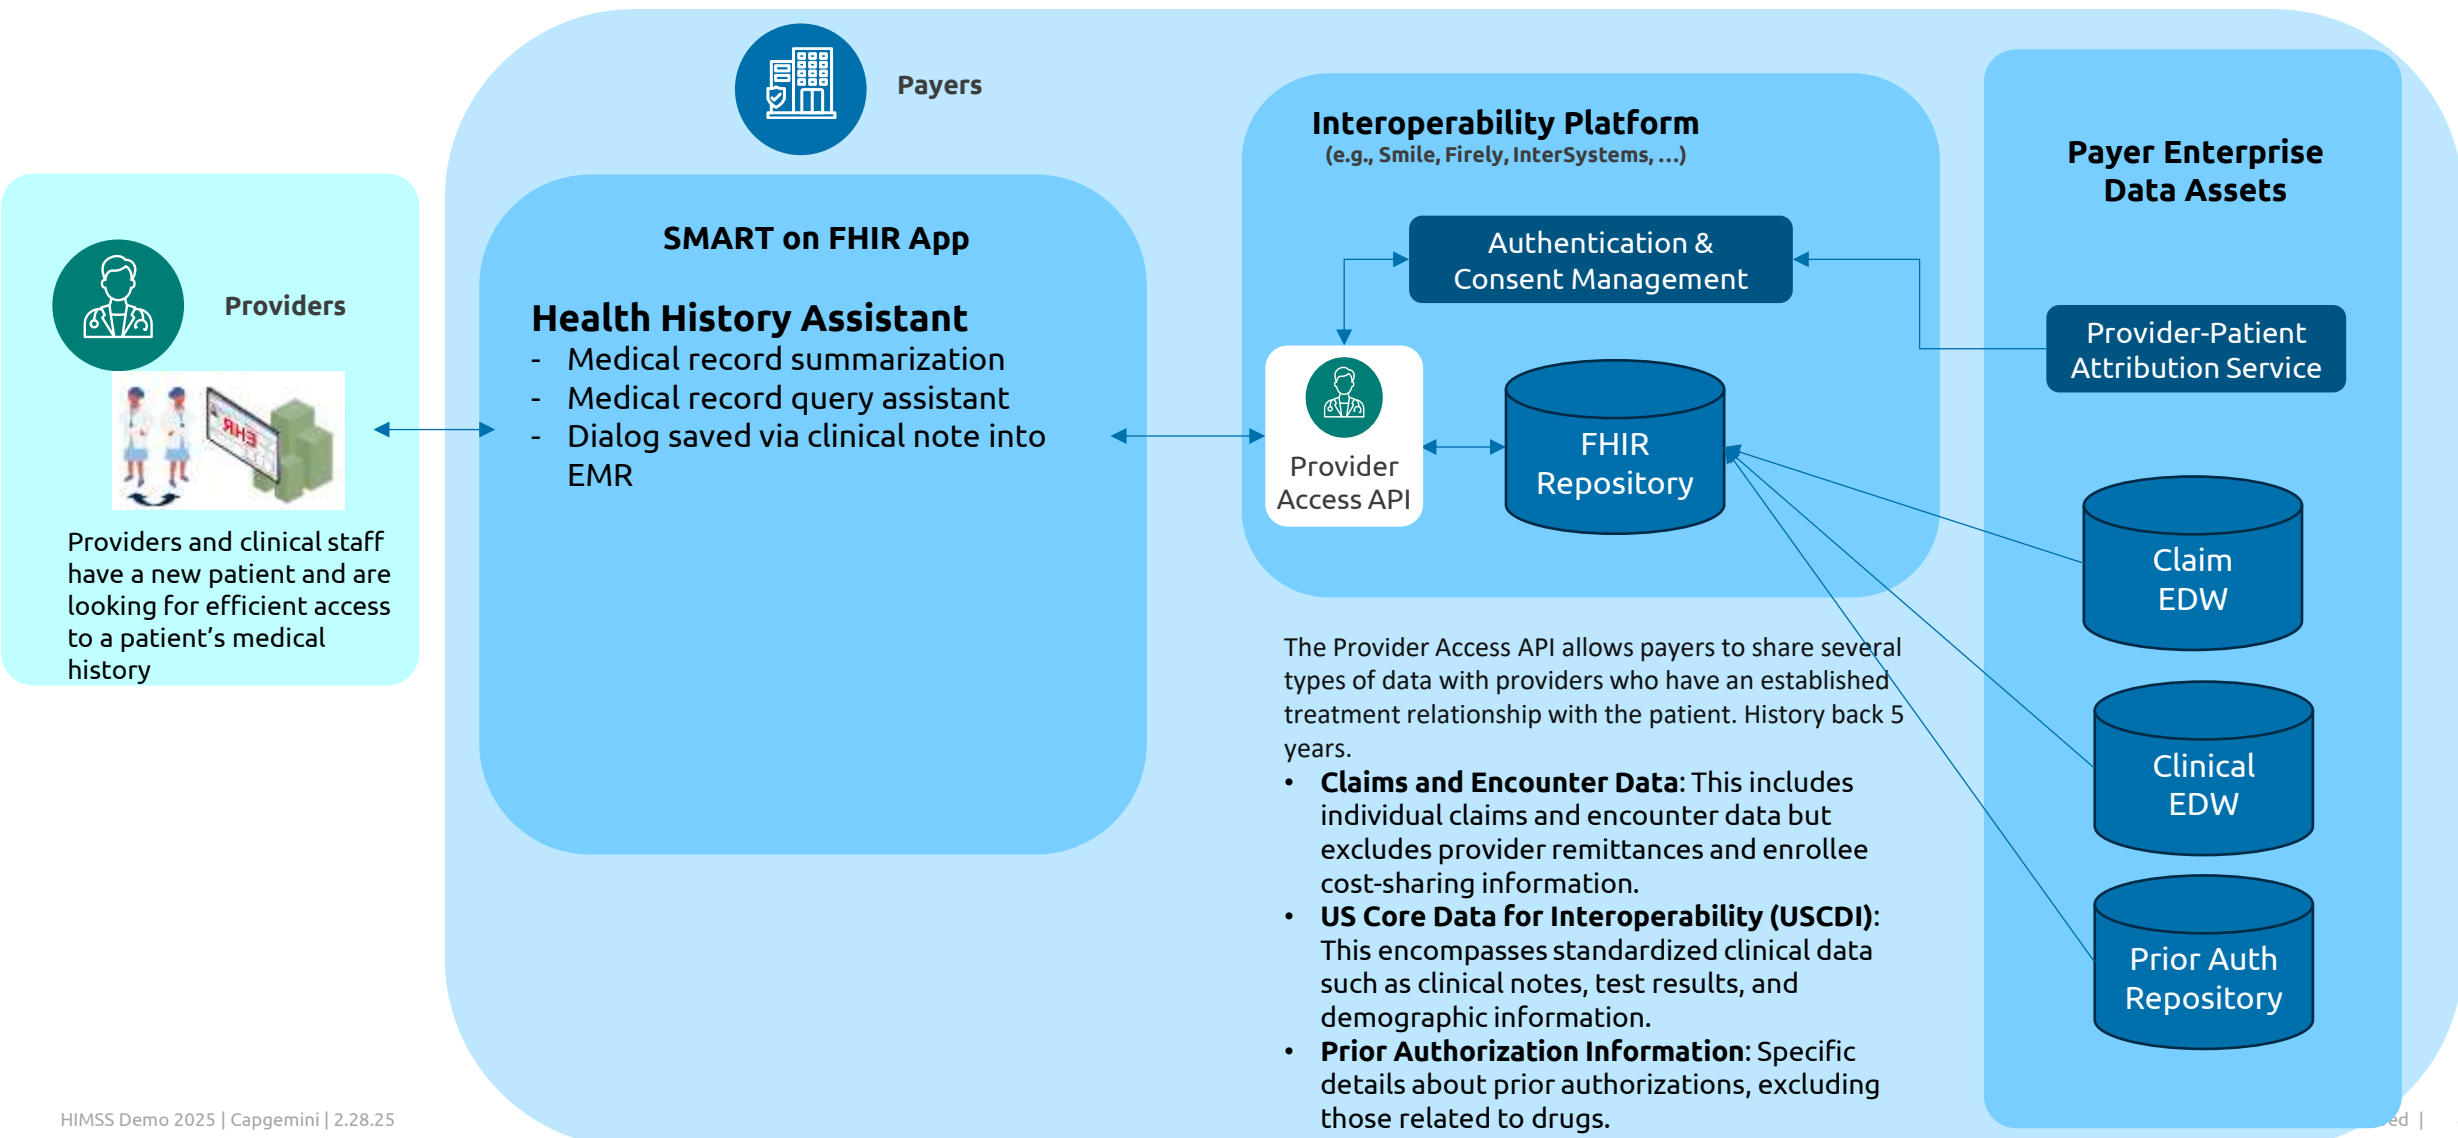 Payers
Interoperability Platform
(e.g., Smile, Firely, InterSystems, ...)
Payer Enterprise
Data Assets
SMART on FHIR App
Authentication &
Consent Management
Providers
Health History Assistant
- Medical record summarization
- Medical record query assistant
- Dialog saved via clinical note into
EMR
Provider-Patient
Attribution Service
EHR
Provider
Access API
FHIR
Repository
Providers and clinical staff
have a new patient and are
looking for efficient access
to a patient's medical
history
Claim
EDW
The Provider Access API allows payers to share several
types of data with providers who have an established
treatment relationship with the patient. History back 5
years.
• Claims and Encounter Data: This includes
individual claims and encounter data but
excludes provider remittances and enrollee
cost-sharing information.
• US Core Data for Interoperability (USCDI):
This encompasses standardized clinical data
such as clinical notes, test results, and
demographic information.
• Prior Authorization Information: Specific
details about prior authorizations, excluding
those related to drugs.
Clinical
EDW
Prior Auth
Repository
HIMSS Demo 2025 | Capgemini | 2.28.25
ed |